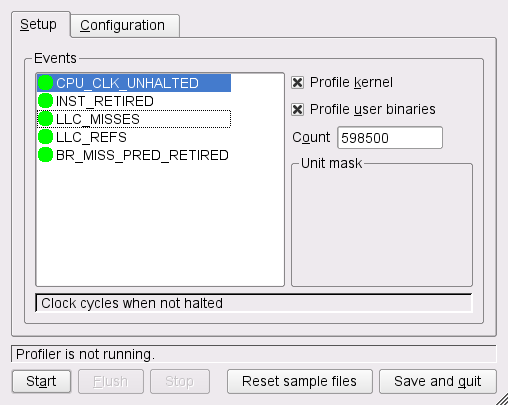 Setup
Configuration
Events
CPU_CLK_UNHALTED
INST_RETIRED
LLC_MISSES
LLC_REFS
BR_MISS_PRED_RETIRED
Profile kernel
Profile user binaries
Count 598500
Unit mask
Clock cycles when not halted
Profiler is not running.
Start Flush Stop Reset sample files Save and quit